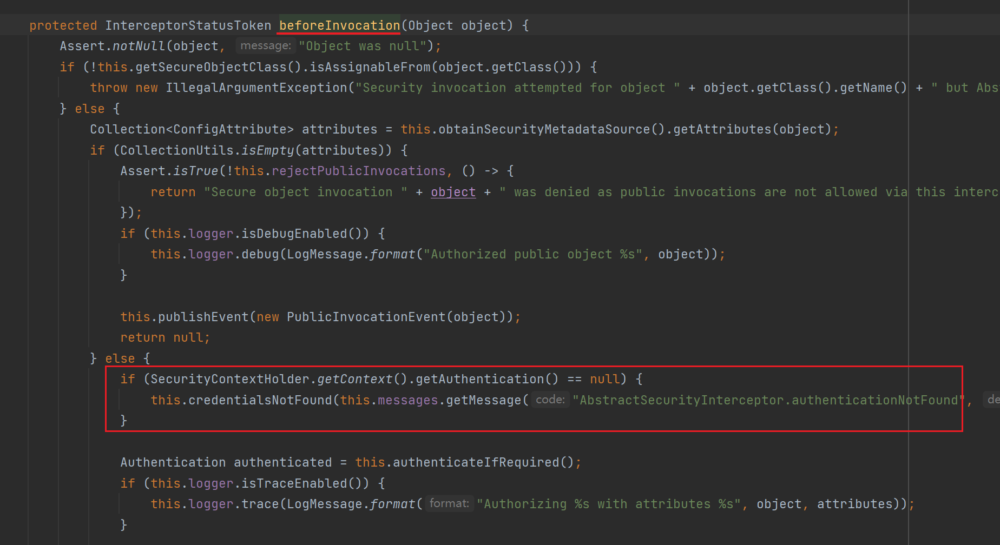 protected InterceptorStatusToken beforeInvocation(Object object) {
Assert.notNull(object, message: "Object was null");
if (!this.getSecureObjectClass().isAssignableFrom(object.getClass())) {
throw new IllegalArgumentException("Security invocation attempted for object " + object.getClass().getName() + " but Abs
} else {
Collection<ConfigAttribute> attributes = this.obtainSecurityMetadataSource().getAttributes(object);
if (CollectionUtils.isEmpty(attributes)) {
Assert.isTrue(!this.rejectPublicInvocations, () -> {
return "Secure object invocation " + object + " was denied as public invocations are not allowed via this interc
});
if (this.logger.isDebugEnabled()) {
this.logger.debug(LogMessage.format("Authorized public object %s", object));
}
this.publishEvent(new PublicInvocationEvent(object));
return null;
} else {
if (SecurityContextHolder.getContext().getAuthentication() == null) {
this.credentialsNotFound(this.messages.getMessage( code: "AbstractSecurityInterceptor.authenticationNotFound", de
}
Authentication authenticated = this.authenticateIfRequired();
if (this.logger.isTraceEnabled()) {
this.logger.trace(LogMessage.format( format: "Authorizing %s with attributes %s", object, attributes));
}